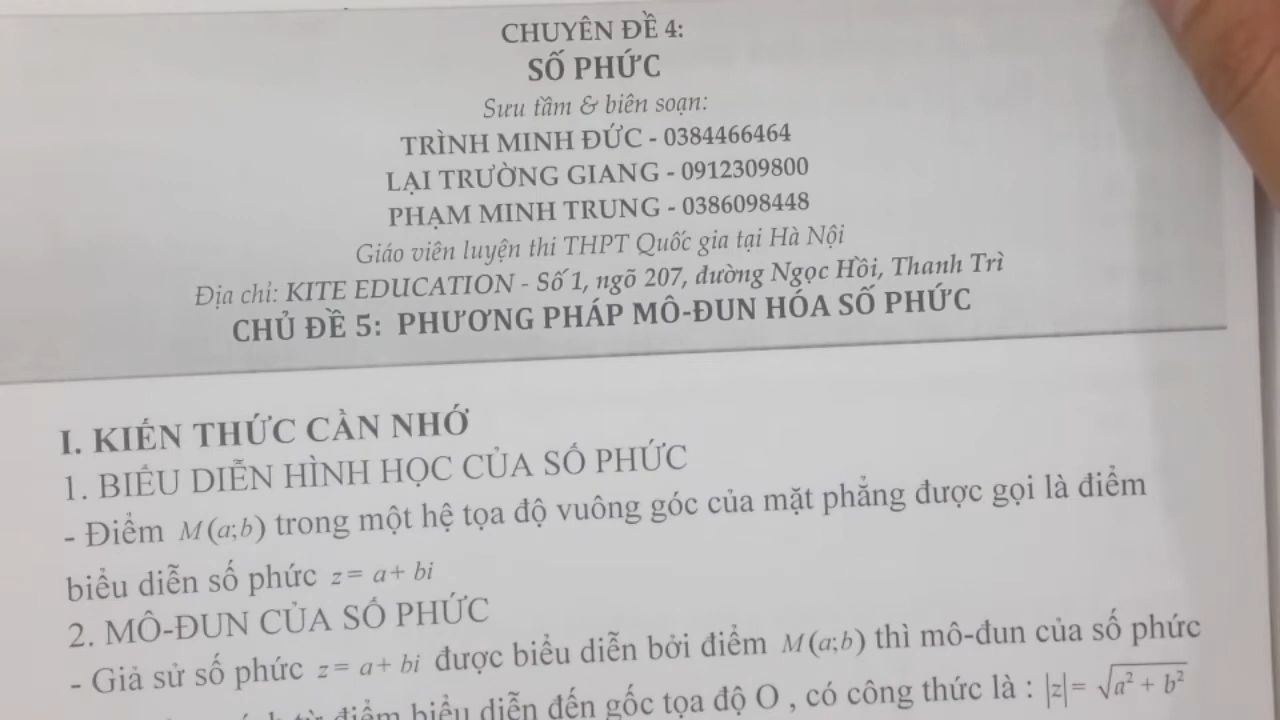 CHUYÊN ĐỀ 4:
SỐ PHỨC
Sưu tầm & biên soạn:
TRÌNH MINH ĐỨC - 0384466464
LẠI TRƯỜNG GIANG - 0912309800
PHẠM MINH TRUNG - 0386098448
Giáo viên luyện thi THPT Quốc gia tại Hà Nội
Địa chỉ: KITE EDUCATION - Số 1, ngõ 207, đường Ngọc Hồi, Thanh Trì
CHỦ ĐỀ 5: PHƯƠNG PHÁP MÔ-ĐUN HÓA SỐ PHỨC
I. KIẾN THỨC CẦN NHỚ
1. BIỂU DIỄN HÌNH HỌC CỦA SỐ PHỨC
- Điểm M(a;b) trong một hệ tọa độ vuông góc của mặt phẳng được gọi là điểm
biểu diễn số phức z = a + bi
2. MÔ-ĐUN CỦA SỐ PHỨC
- Giả sử số phức z = a + bi được biểu diễn bởi điểm M(a;b) thì mô-đun của số phức
từ điểm biểu diễn đến gốc tọa độ O , có công thức là : |z| = √(a² + b²)